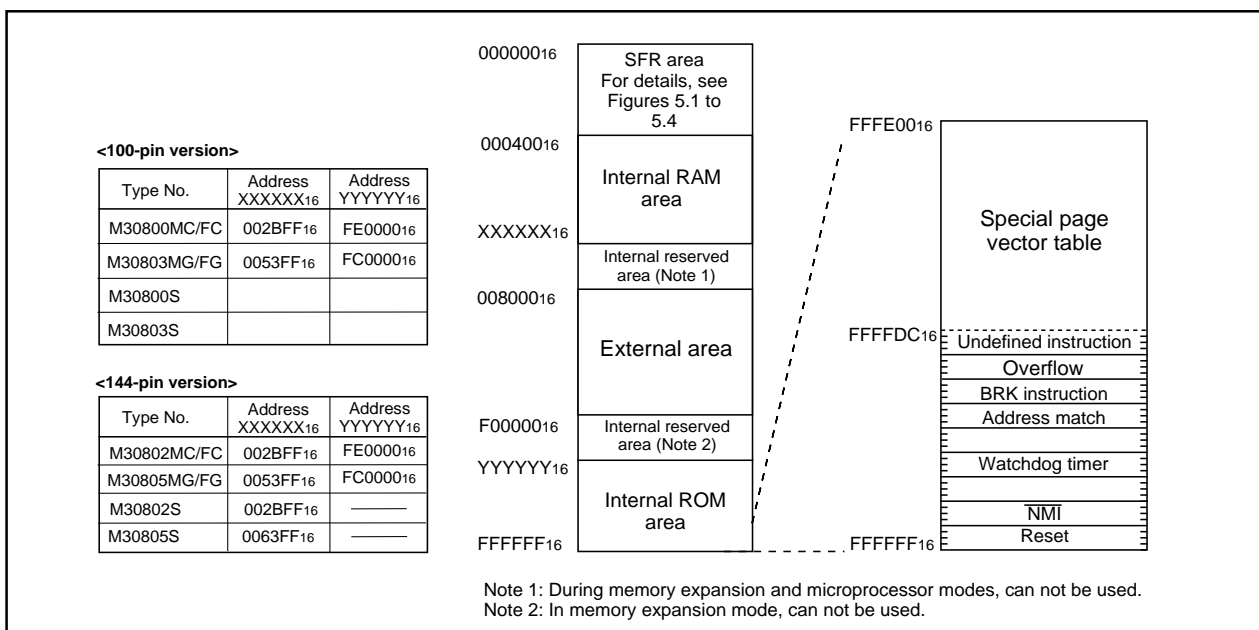 <100-pin version>
Type No. Address XXXXXX16 Address YYYYYY16
M30800MC/FC 002BFF16 FE000016
M30803MG/FG 0053FF16 FC000016
M30800S
M30803S
<144-pin version>
Type No. Address XXXXXX16 Address YYYYYY16
M30802MC/FC 002BFF16 FE000016
M30805MG/FG 0053FF16 FC000016
M30802S 002BFF16
M30805S 0063FF16
00000016
SFR area
For details, see
Figures 5.1 to
5.4
00040016
Internal RAM
area
XXXXXX16
Internal reserved
area (Note 1)
00800016
External area
F0000016
Internal reserved
area (Note 2)
YYYYYY16
Internal ROM
area
FFFFFF16
FFFE0016
Special page
vector table
FFFFDC16
Undefined instruction
Overflow
BRK instruction
Address match
Watchdog timer
NMI
Reset
FFFFFF16
Note 1: During memory expansion and microprocessor modes, can not be used.
Note 2: In memory expansion mode, can not be used.